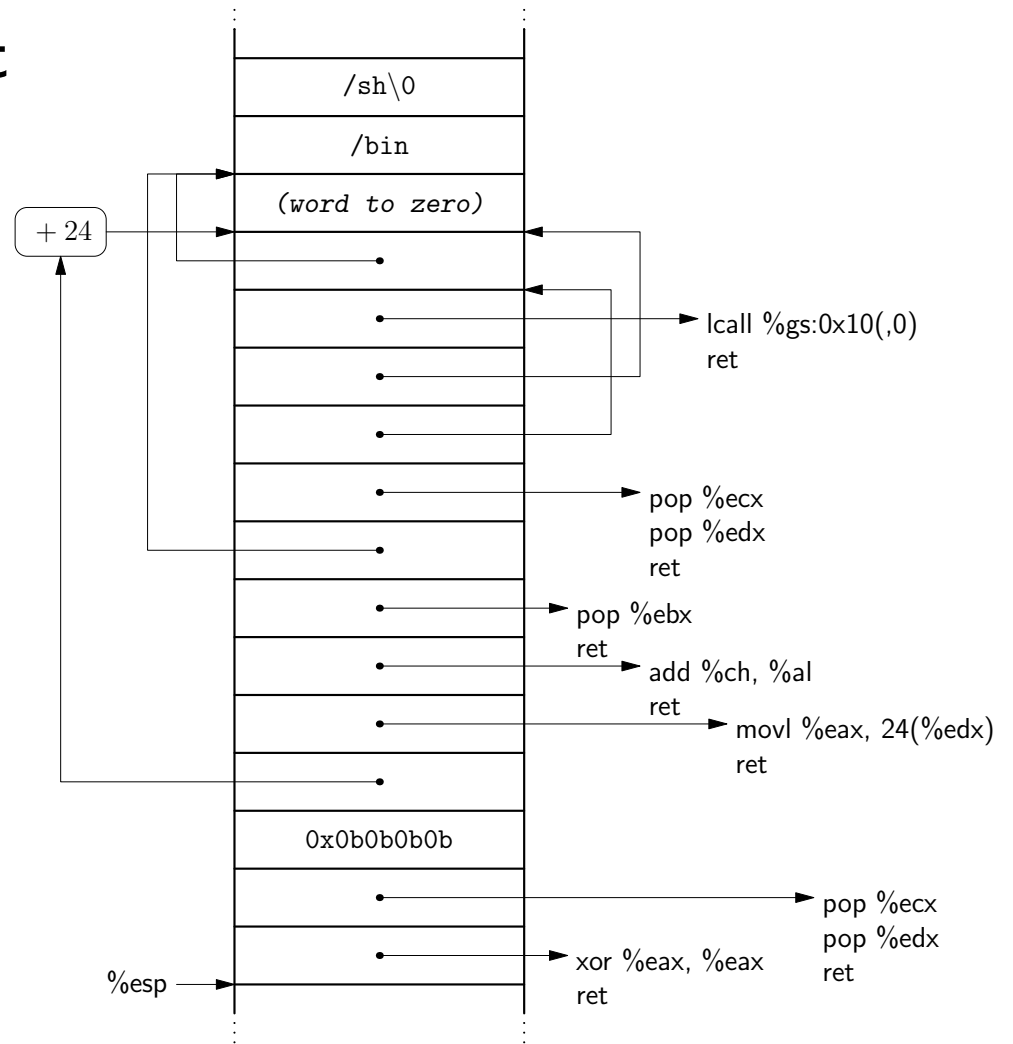 t
/sh\0
/bin
(word to zero)
+ 24
lcall %gs:0x10(,0)
ret
pop %ecx
pop %edx
ret
pop %ebx
ret
add %ch, %al
ret
movl %eax, 24(%edx)
ret
0x0b0b0b0b
pop %ecx
pop %edx
ret
xor %eax, %eax
ret
%esp